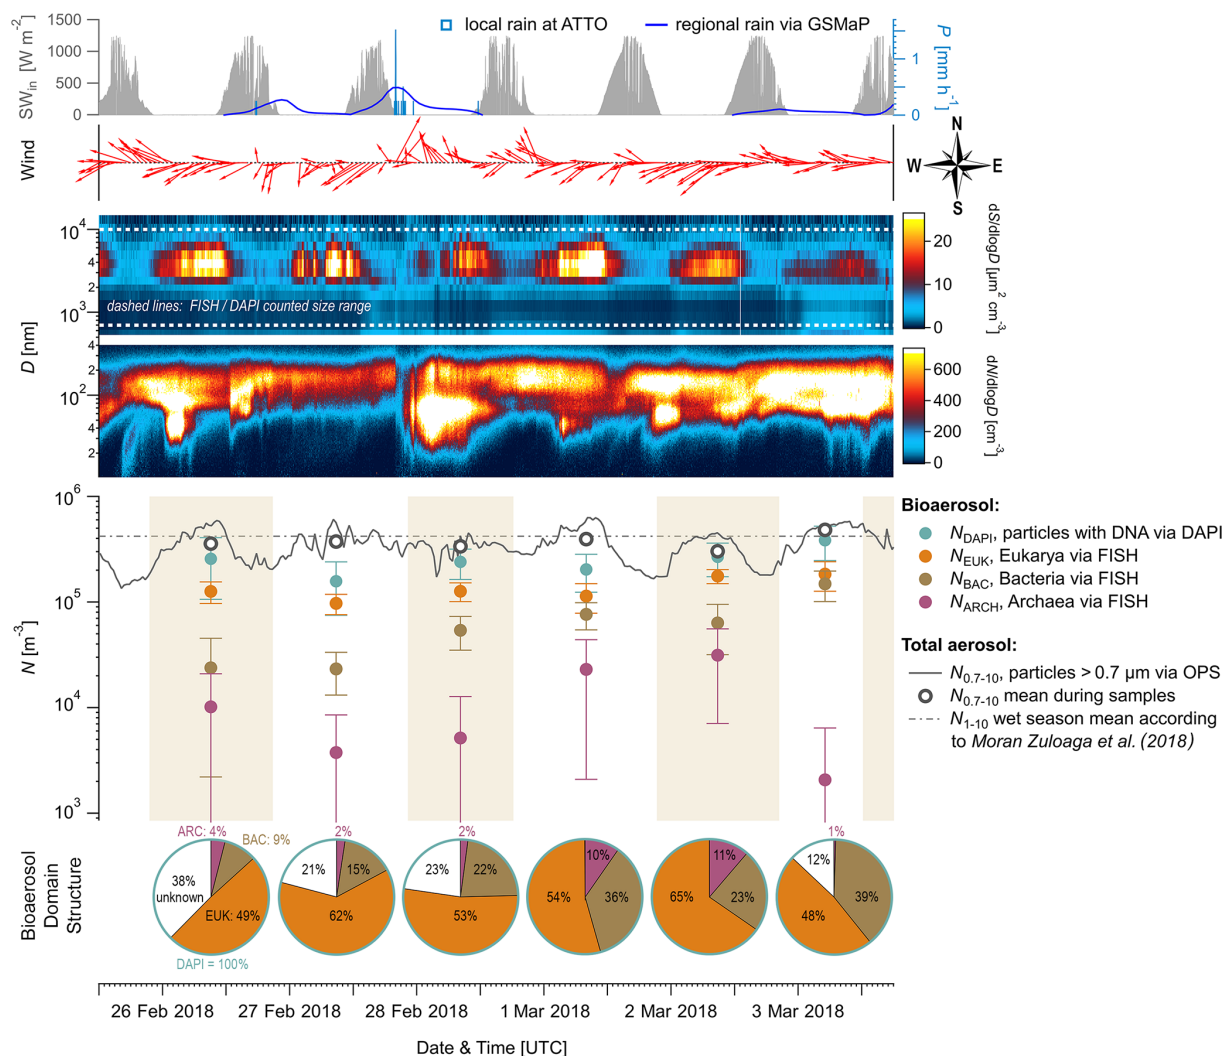 local rain at ATTO
regional rain via GSMaP
SWin [W m-2]
1500
1000
500
0
P [mm h-1]
1
0
Wind
N
W
E
S
D [nm]
10^4
4
2
10^3
dashed lines: FISH / DAPI counted size range
4
2
10^2
4
2
dS/dlogD [µm2 cm-3]
20
10
0
dN/dlogD [cm-3]
600
400
200
0
N [m-3]
10^6
10^5
10^4
10^3
Bioaerosol:
NDAPI, particles with DNA via DAPI
NEUK, Eukarya via FISH
NBAC, Bacteria via FISH
NARCH, Archaea via FISH
Total aerosol:
N0.7-10, particles > 0.7 µm via OPS
N0.7-10 mean during samples
N1-10 wet season mean according
to Moran Zuloaga et al. (2018)
Bioaerosol
Domain
Structure
ARC: 4%
BAC: 9%
38%
unknown
EUK: 49%
DAPI = 100%
2%
21%
15%
62%
2%
23%
22%
53%
10%
54%
36%
11%
65%
23%
1%
12%
39%
48%
26 Feb 2018
27 Feb 2018
28 Feb 2018
1 Mar 2018
2 Mar 2018
3 Mar 2018
Date & Time [UTC]